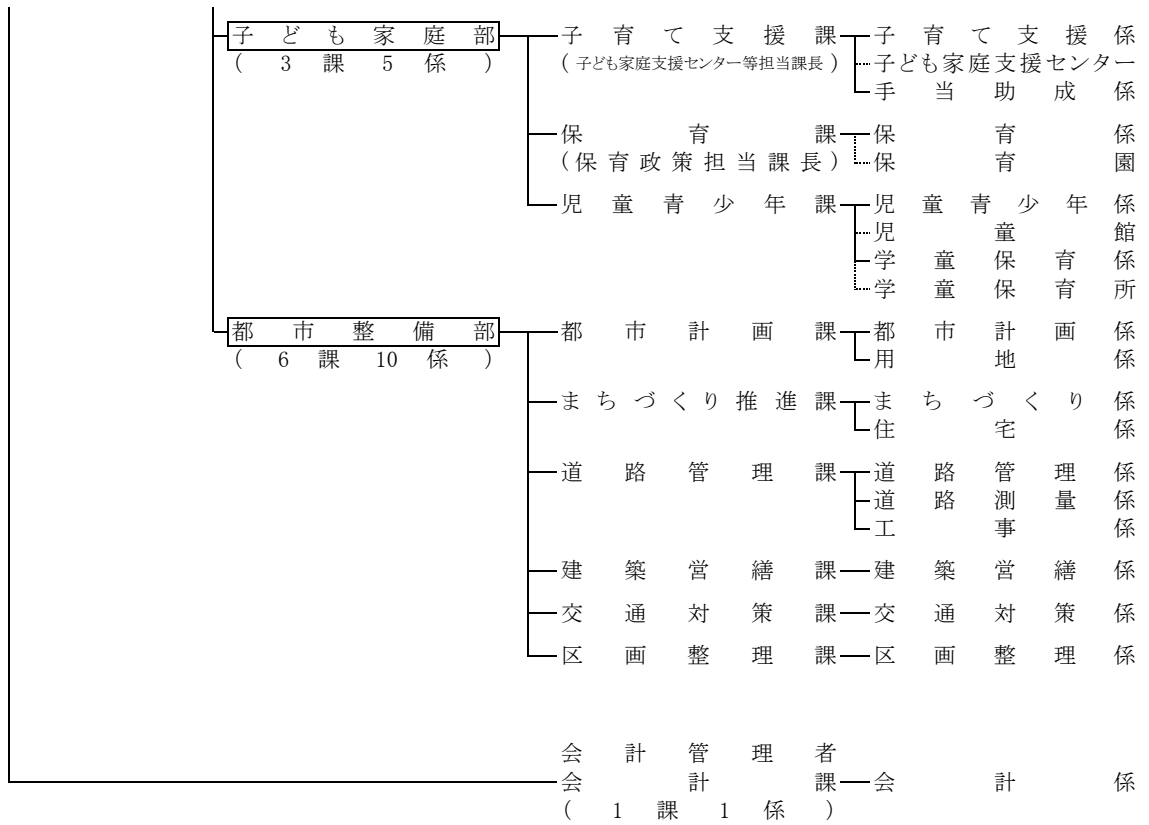 子ども家庭部 子育て支援課 子育て支援係
(3課5係) (子ども家庭支援センター等担当課長) 子ども家庭支援センター
手当助成係
保育課 保育係
(保育政策担当課長) 保育園
児童青少年課 児童青少年係
児童館
学童保育係
学童保育所
都市整備部 都市計画課 都市計画係
(6課10係) 用地係
まちづくり推進課 まちづくり係
住宅係
道路管理課 道路管理係
道路測量係
工事係
建築営繕課 建築営繕係
交通対策課 交通対策係
区画整理課 区画整理係
会計管理者
会計課 会計係
(1課1係)